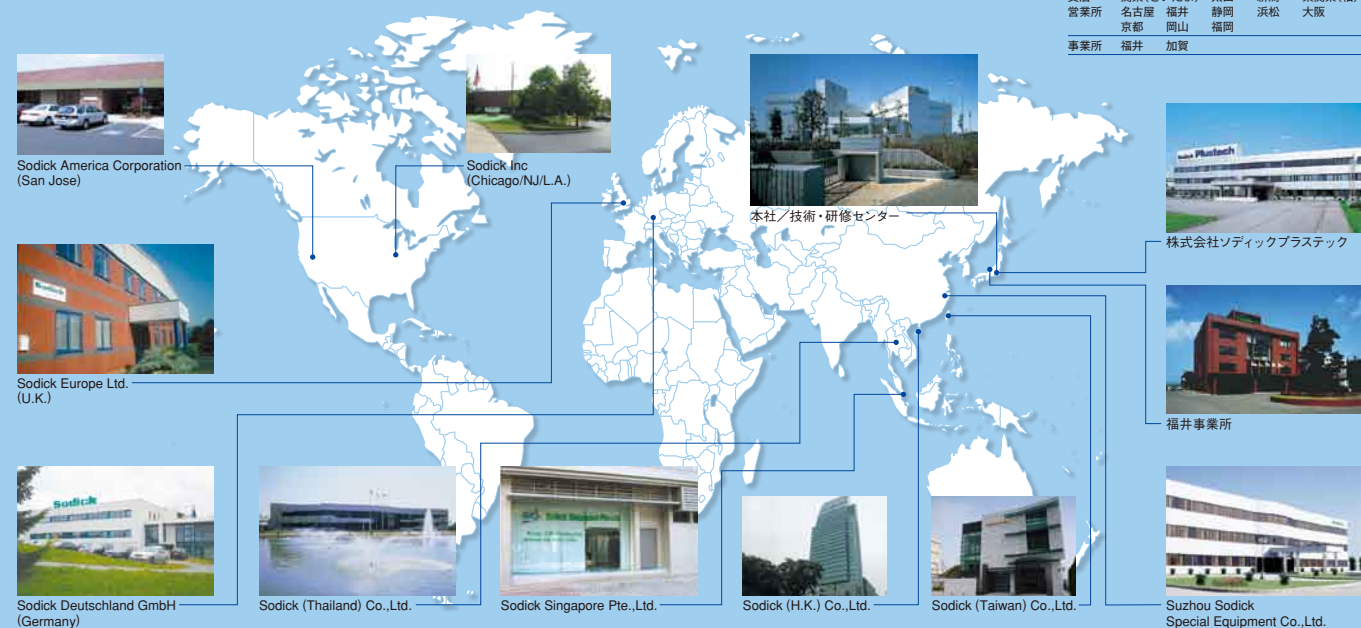 営業所 名古屋 福井 静岡 浜松 大阪
京都 岡山 福岡
事業所 福井 加賀
Sodick America Corporation
(San Jose)
Sodick Inc
(Chicago/NJ/L.A.)
本社／技術・研修センター
Sodick Plustech
株式会社ソディックプラステック
Sodick Europe Ltd.
(U.K.)
福井事業所
Sodick
Sodick Deutschland GmbH
(Germany)
Sodick (Thailand) Co.,Ltd.
Sodick Singapore Pte.,Ltd.
Sodick (H.K.) Co.,Ltd.
Sodick (Taiwan) Co.,Ltd.
Suzhou Sodick
Special Equipment Co.,Ltd.